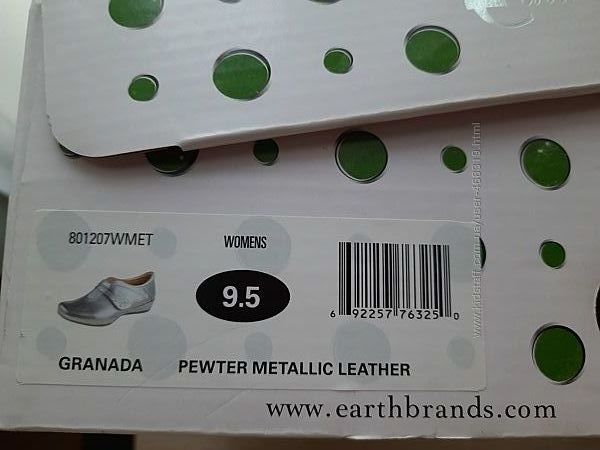 801207WMET
WOMENS
9.5
6 92257 76325 0
GRANADA PEWTER METALLIC LEATHER
www.earthbrands.com